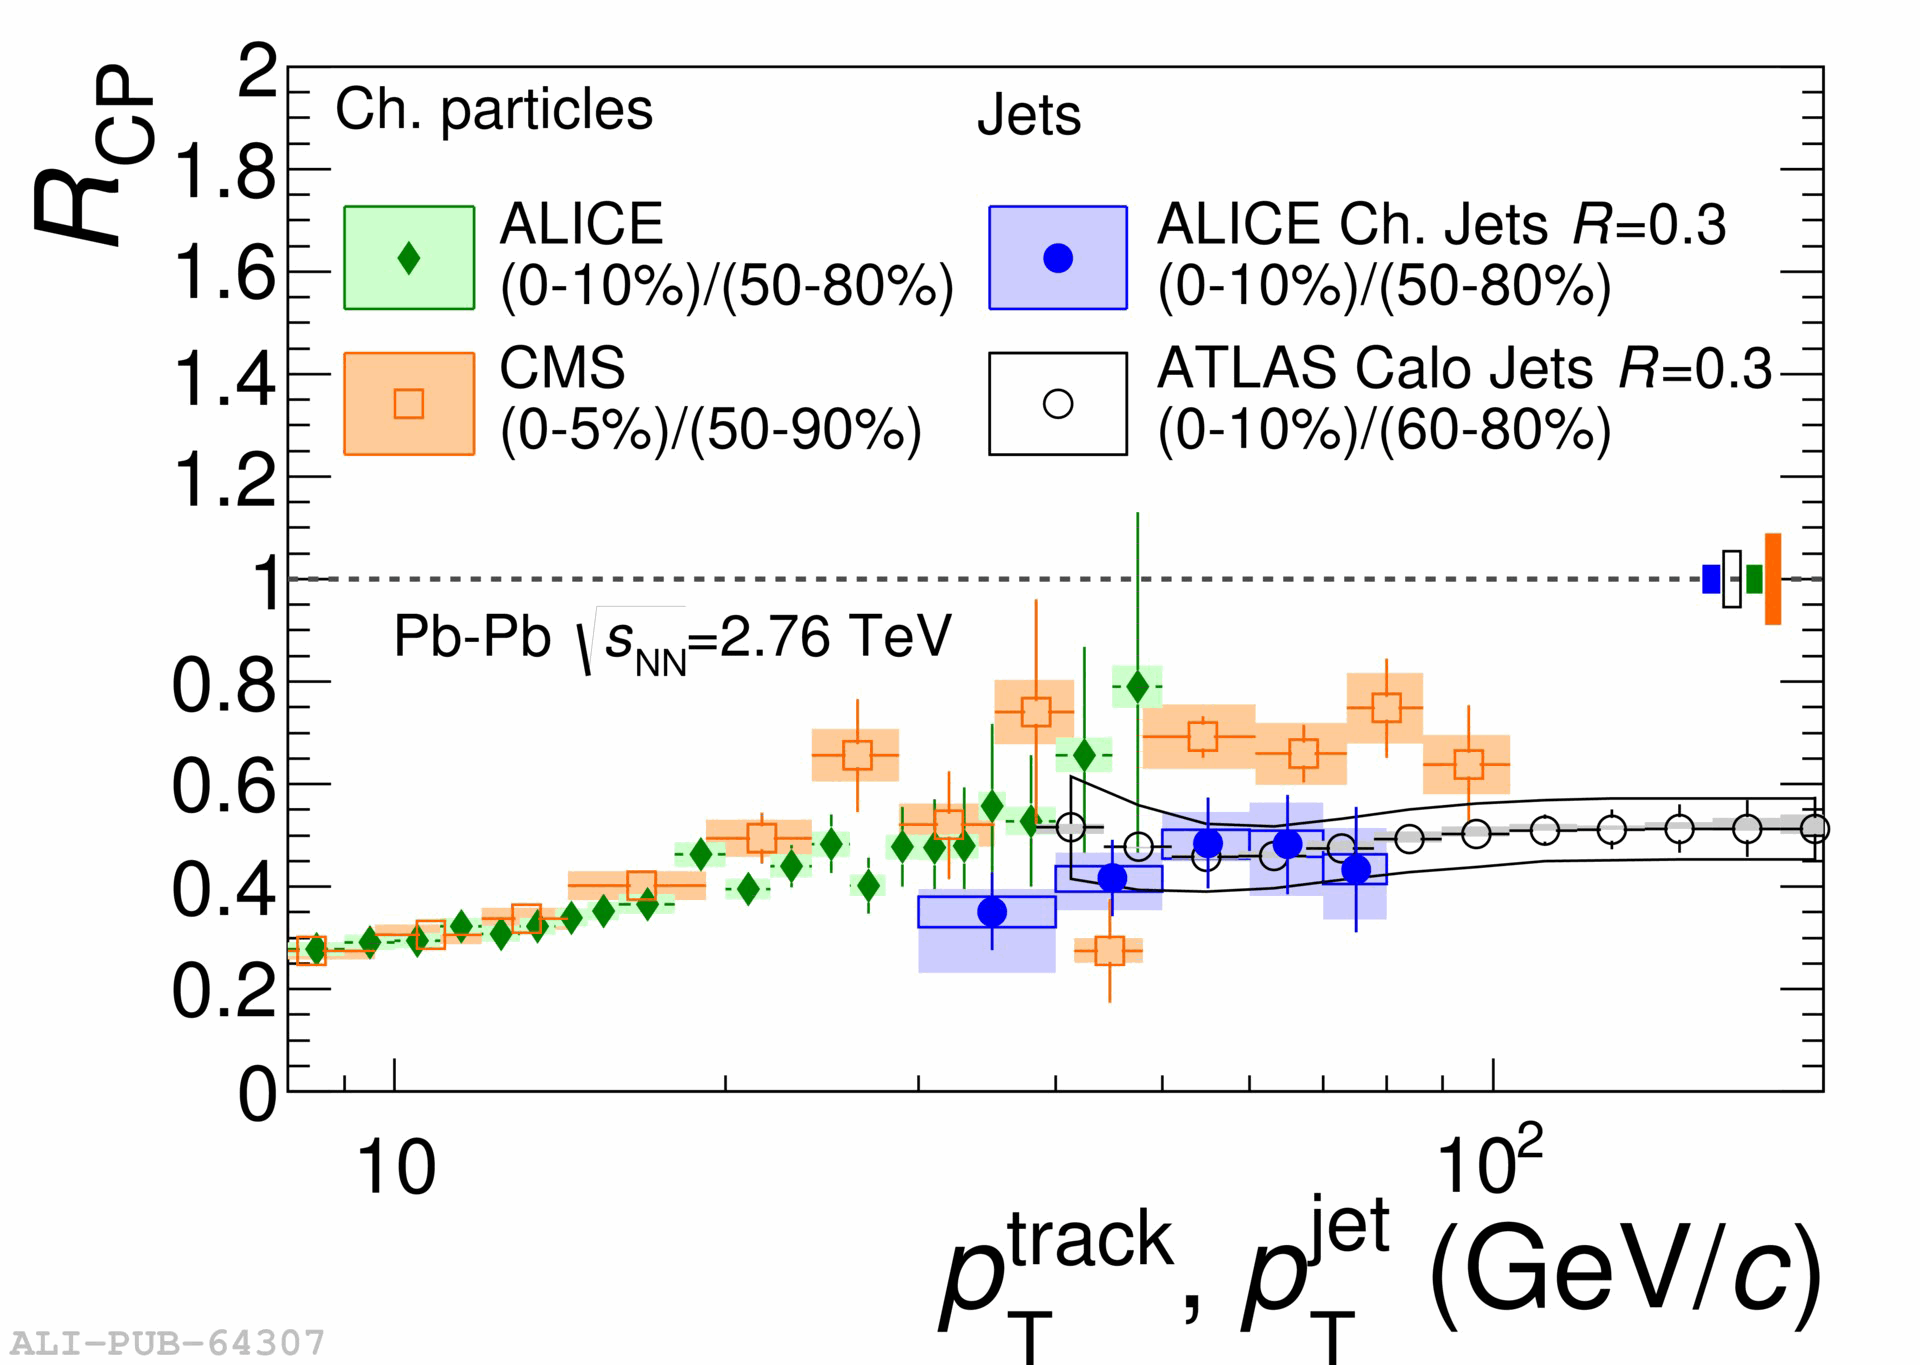 R_CP
2
1.8
1.6
1.4
1.2
1
0.8
0.6
0.4
0.2
0
Ch. particles
ALICE
(0-10%)/(50-80%)
CMS
(0-5%)/(50-90%)
Jets
ALICE Ch. Jets R=0.3
(0-10%)/(50-80%)
ATLAS Calo Jets R=0.3
(0-10%)/(60-80%)
Pb-Pb √s_NN=2.76 TeV
10
10²
p_T^track, p_T^jet (GeV/c)
ALI-PUB-64307